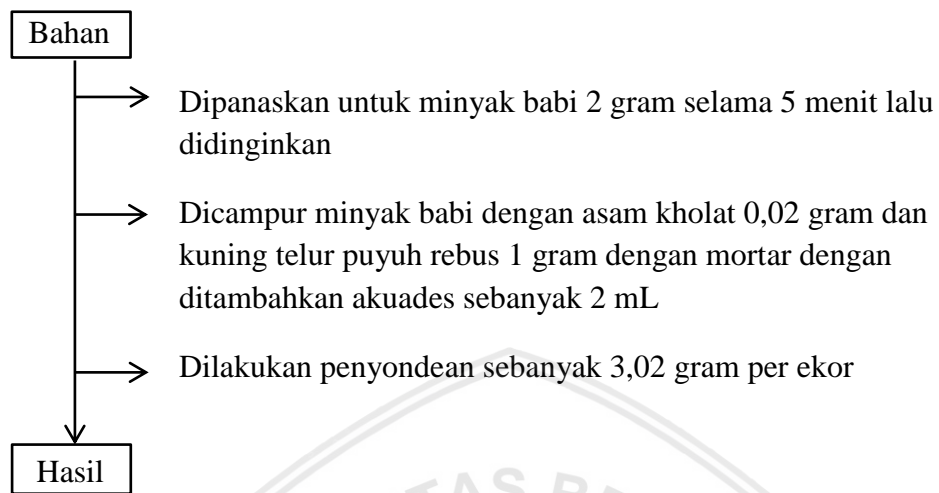 Bahan
Dipanaskan untuk minyak babi 2 gram selama 5 menit lalu
didinginkan
Dicampur minyak babi dengan asam kholat 0,02 gram dan
kuning telur puyuh rebus 1 gram dengan mortar dengan
ditambahkan akuades sebanyak 2 mL
Dilakukan penyondean sebanyak 3,02 gram per ekor
Hasil